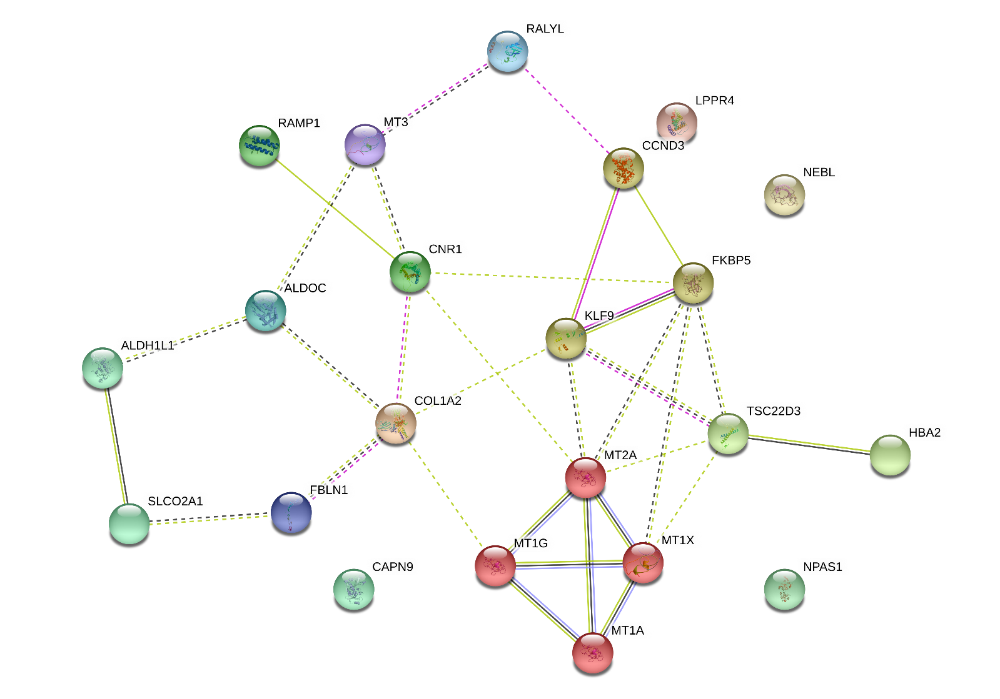 RALYL
LPPR4
RAMP1
MT3
CCND3
NEBL
CNR1
FKBP5
ALDOC
KLF9
ALDH1L1
COL1A2
TSC22D3
HBA2
MT2A
FBLN1
SLCO2A1
MT1G
MT1X
CAPN9
NPAS1
MT1A